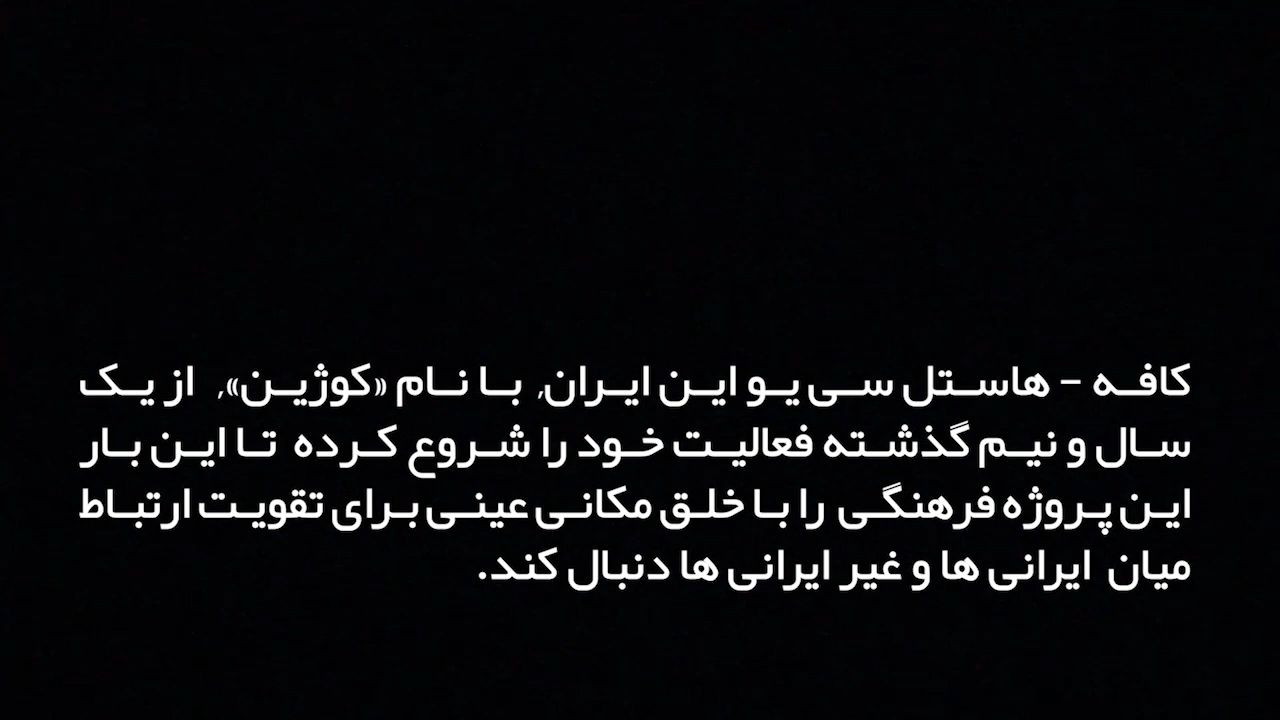 کافه - هاستل سی یو این ایران, با نام «کوژین», از یک
سال و نیم گذشته فعالیت خود را شروع کرده تا این بار
این پروژه فرهنگی را با خلق مکانی عینی برای تقویت ارتباط
میان ایرانی ها و غیر ایرانی ها دنبال کند.